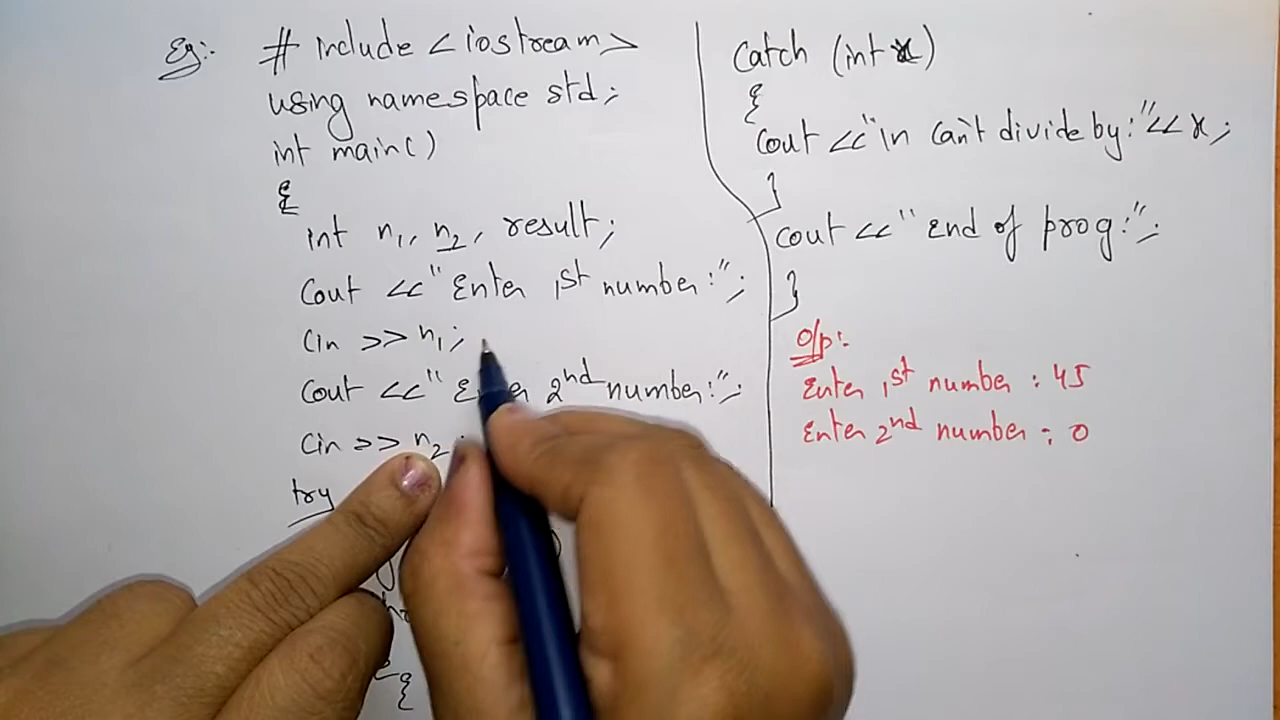 Eg:- # include <iostream>
using namespace std;
int main()
{
int n1, n2, result;
Cout <<"Enter 1st number:";
Cin >> n1;
Cout <<" Enter 2nd number:";
Cin >> n2;
try
{
catch (int x)
{
Cout <<"in can't divide by:"<< x;
}
cout <<" End of prog:";
}
O/p:-
Enter 1st number : 45
Enter 2nd number : 0